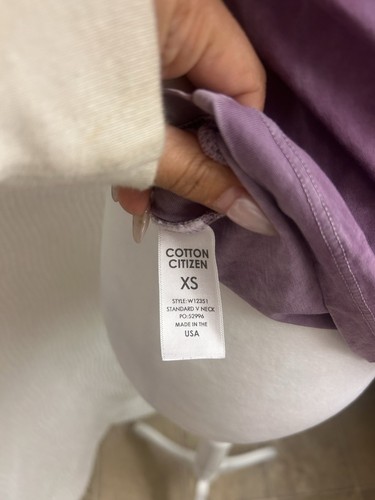 COTTON
CITIZEN
XS
STYLE:W12351
STANDARD V NECK
PO:52996
MADE IN THE
USA